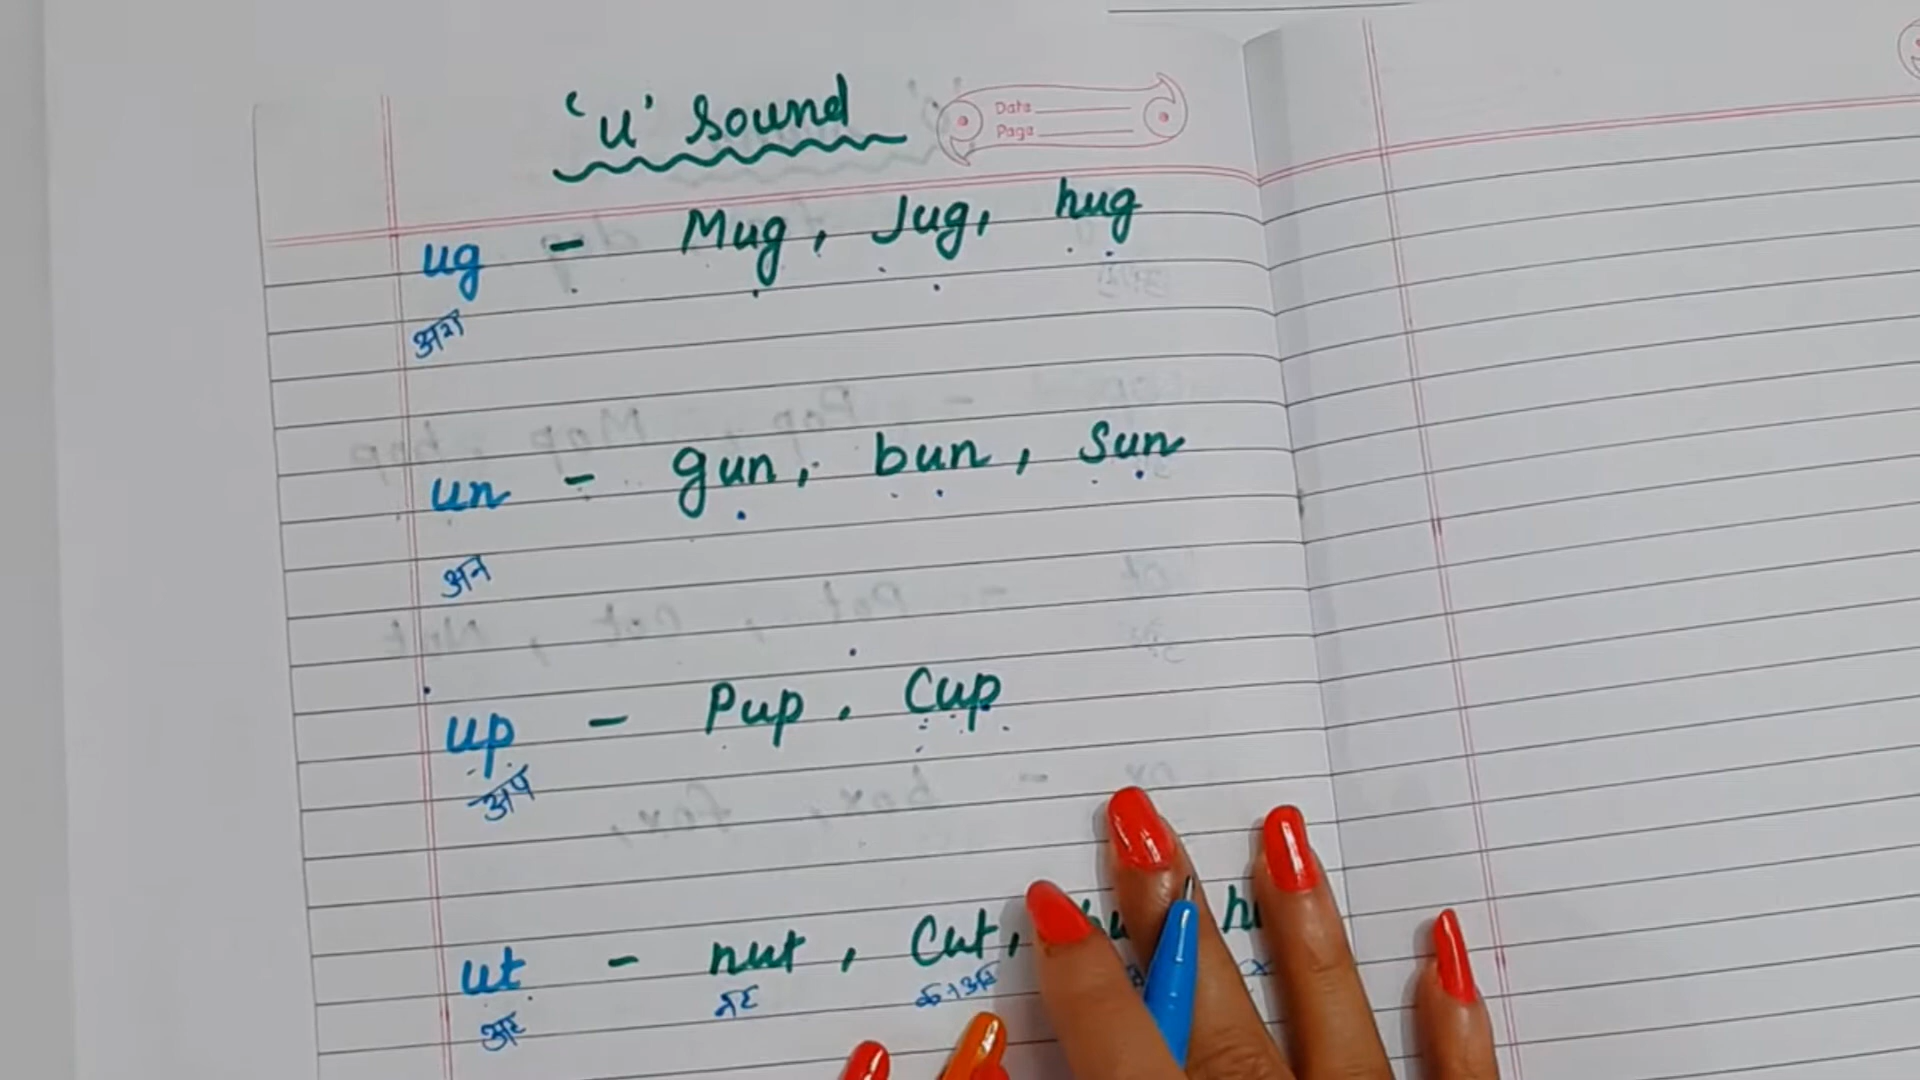 'u' sound
Date
Page
ug - Mug, Jug, hug
अग
un - gun, bun, Sun
अन
up - Pup, Cup
अप
ut - nut, Cut,
अट नट क+अट